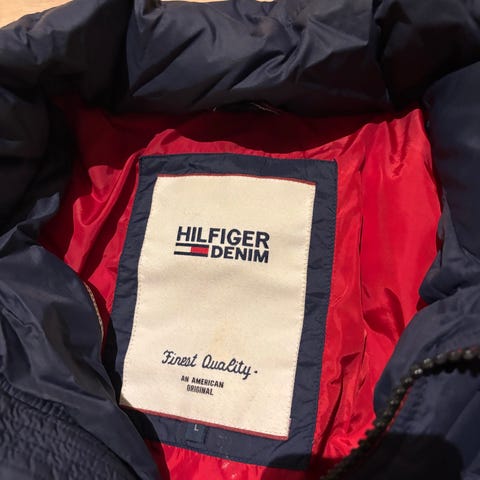 HILFIGER
DENIM
Finest Quality.
AN AMERICAN
ORIGINAL
L